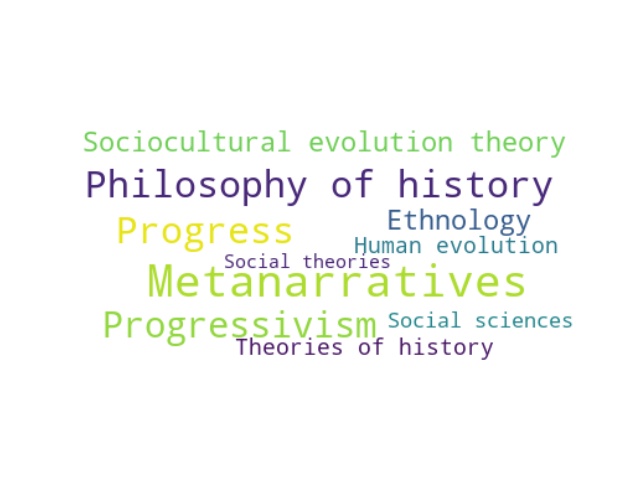 Sociocultural evolution theory
Philosophy of history
Progress
Ethnology
Human evolution
Social theories
Metanarratives
Progressivism
Social sciences
Theories of history